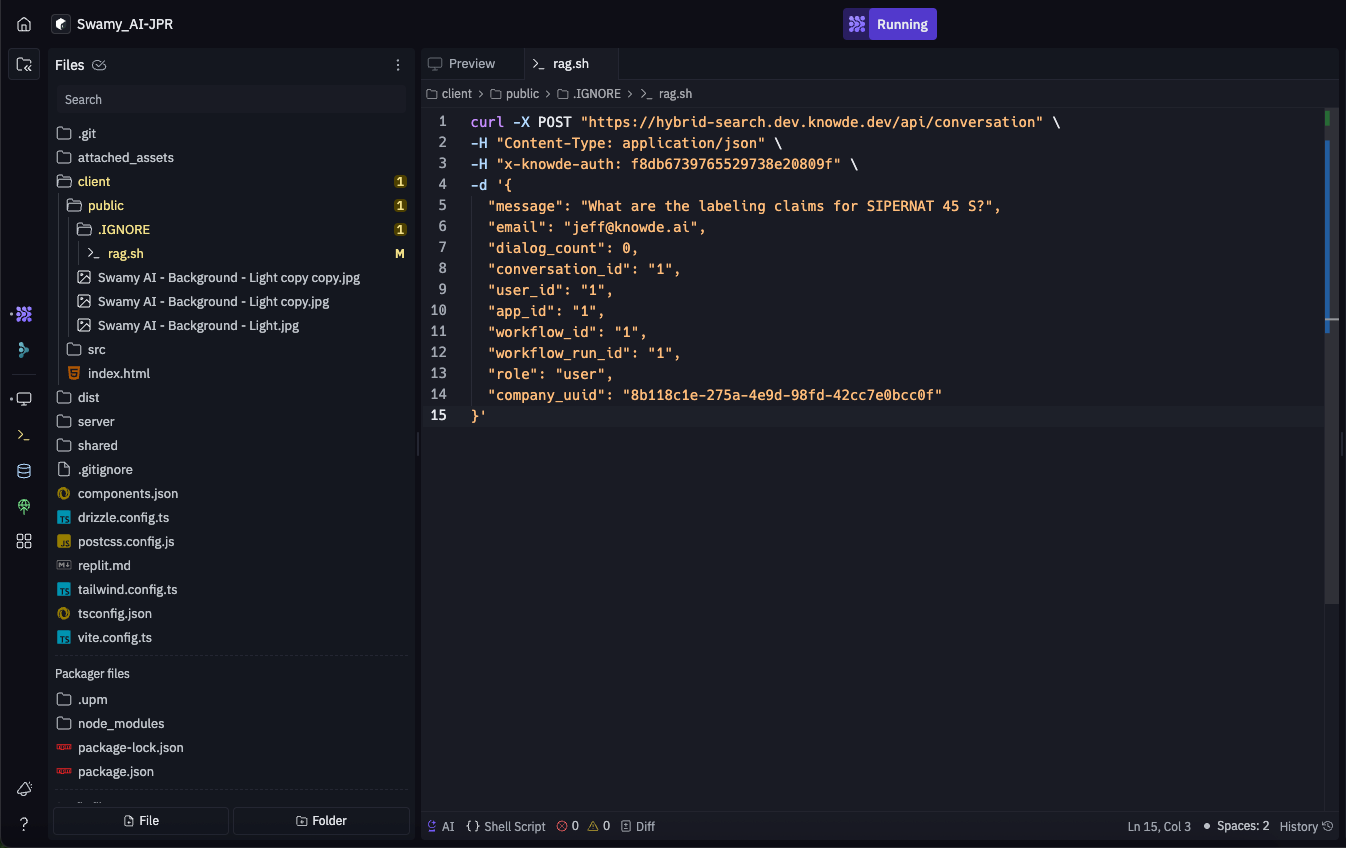 Swamy_AI-JPR
Running
Files
Search
.git
attached_assets
client 1
public 1
.IGNORE 1
rag.sh M
Swamy AI - Background - Light copy copy.jpg
Swamy AI - Background - Light copy.jpg
Swamy AI - Background - Light.jpg
src
index.html
dist
server
shared
.gitignore
components.json
drizzle.config.ts
postcss.config.js
replit.md
tailwind.config.ts
tsconfig.json
vite.config.ts
Packager files
.upm
node_modules
package-lock.json
package.json
File
Folder
Preview
rag.sh
client > public > .IGNORE > rag.sh
1 curl -X POST "https://hybrid-search.dev.knowde.dev/api/conversation" \
2 -H "Content-Type: application/json" \
3 -H "x-knowde-auth: f8db6739765529738e20809f" \
4 -d '{
5 "message": "What are the labeling claims for SIPERNAT 45 S?",
6 "email": "jeff@knowde.ai",
7 "dialog_count": 0,
8 "conversation_id": "1",
9 "user_id": "1",
10 "app_id": "1",
11 "workflow_id": "1",
12 "workflow_run_id": "1",
13 "role": "user",
14 "company_uuid": "8b118c1e-275a-4e9d-98fd-42cc7e0bcc0f"
15 }'
AI {} Shell Script 0 0 Diff
Ln 15, Col 3 • Spaces: 2 History